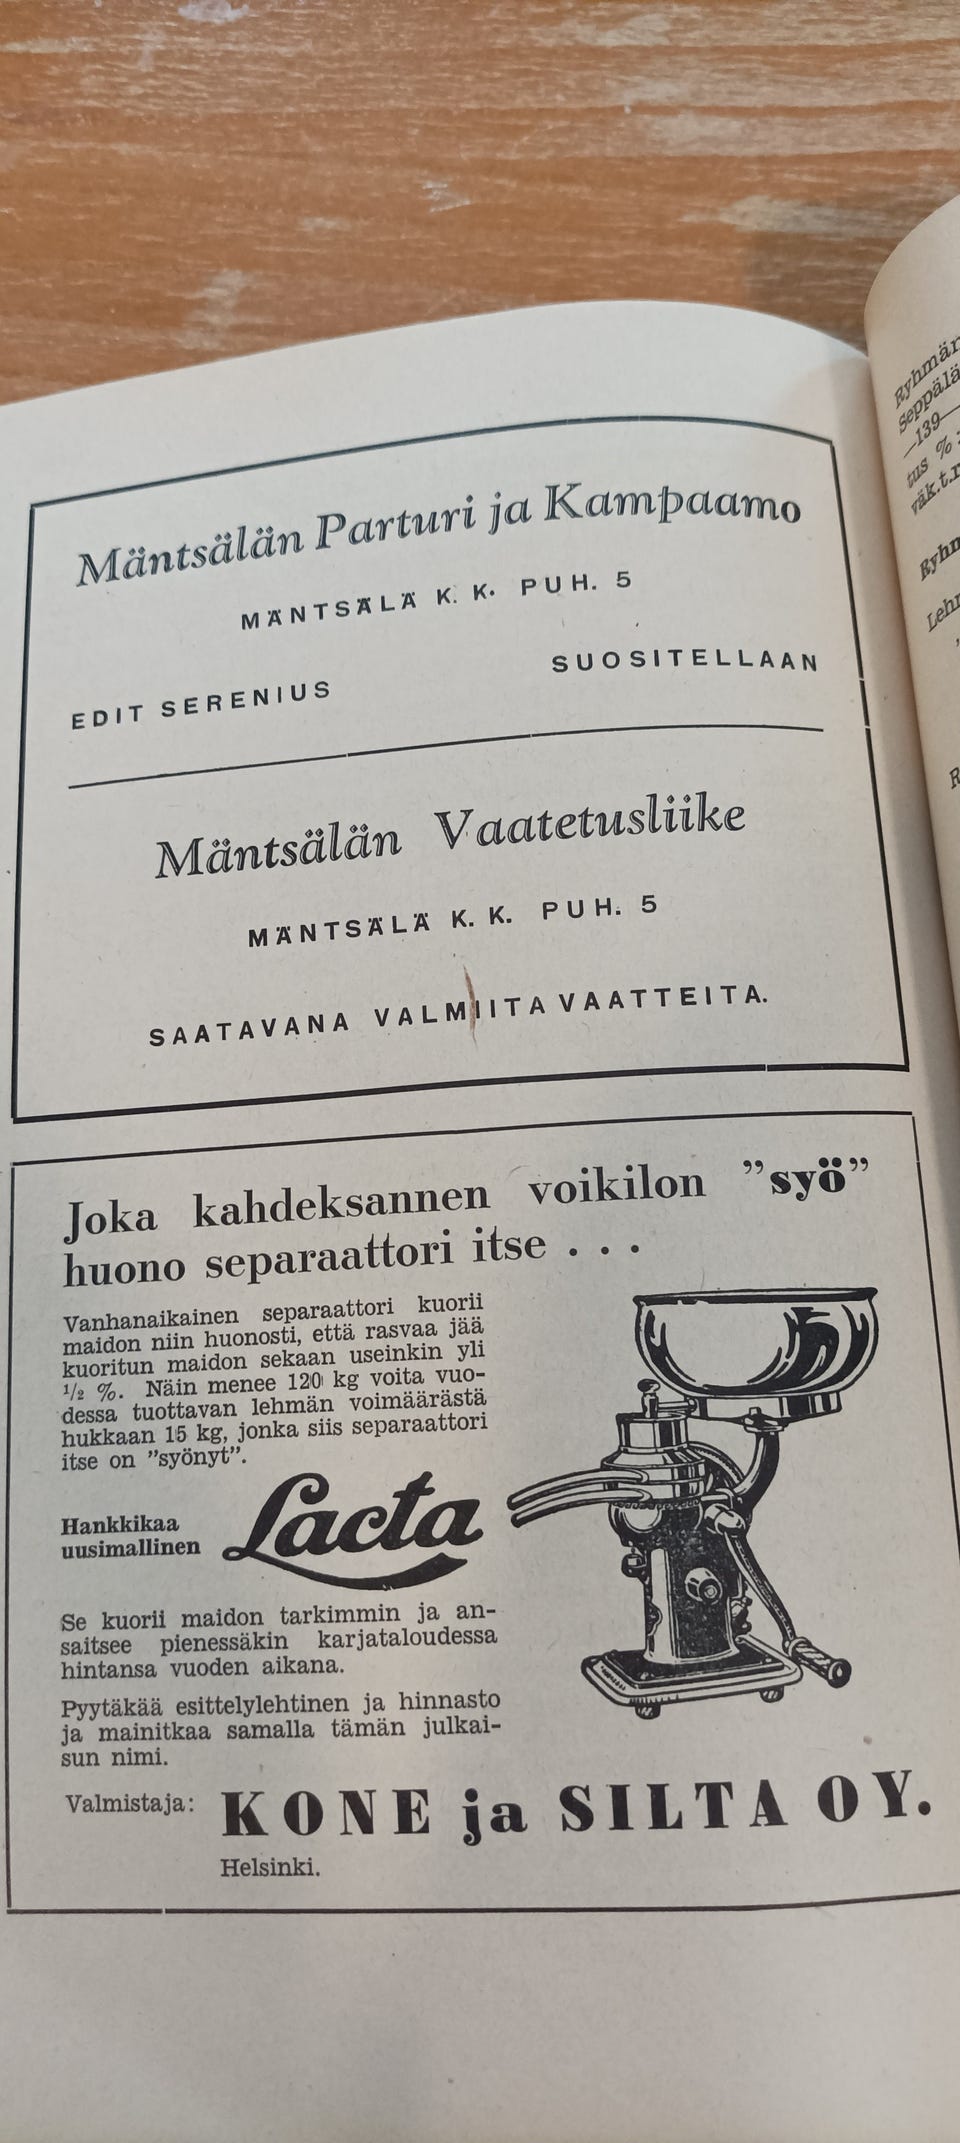 Mäntsälän Parturi ja Kampaamo
MÄNTSÄLÄ K. K. PUH. 5
EDIT SERENIUS SUOSITELLAAN
Mäntsälän Vaatetusliike
MÄNTSÄLÄ K. K. PUH. 5
SAATAVANA VALMIITA VAATTEITA.
Joka kahdeksannen voikilon ”syö”
huono separaattori itse . . .
Vanhanaikainen separaattori kuorii
maidon niin huonosti, että rasvaa jää
kuoritun maidon sekaan useinkin yli
½ %. Näin menee 120 kg voita vuo-
dessa tuottavan lehmän voimäärästä
hukkaan 15 kg, jonka siis separaattori
itse on ”syönyt”.
Hankkikaa
uusimallinen
Lacta
Se kuorii maidon tarkimmin ja an-
saitsee pienessäkin karjataloudessa
hintansa vuoden aikana.
Pyytäkää esittelylehtinen ja hinnasto
ja mainitkaa samalla tämän julkai-
sun nimi.
Valmistaja: KONE ja SILTA OY.
Helsinki.
Seppälä
—139—
tus %
väk.t.r